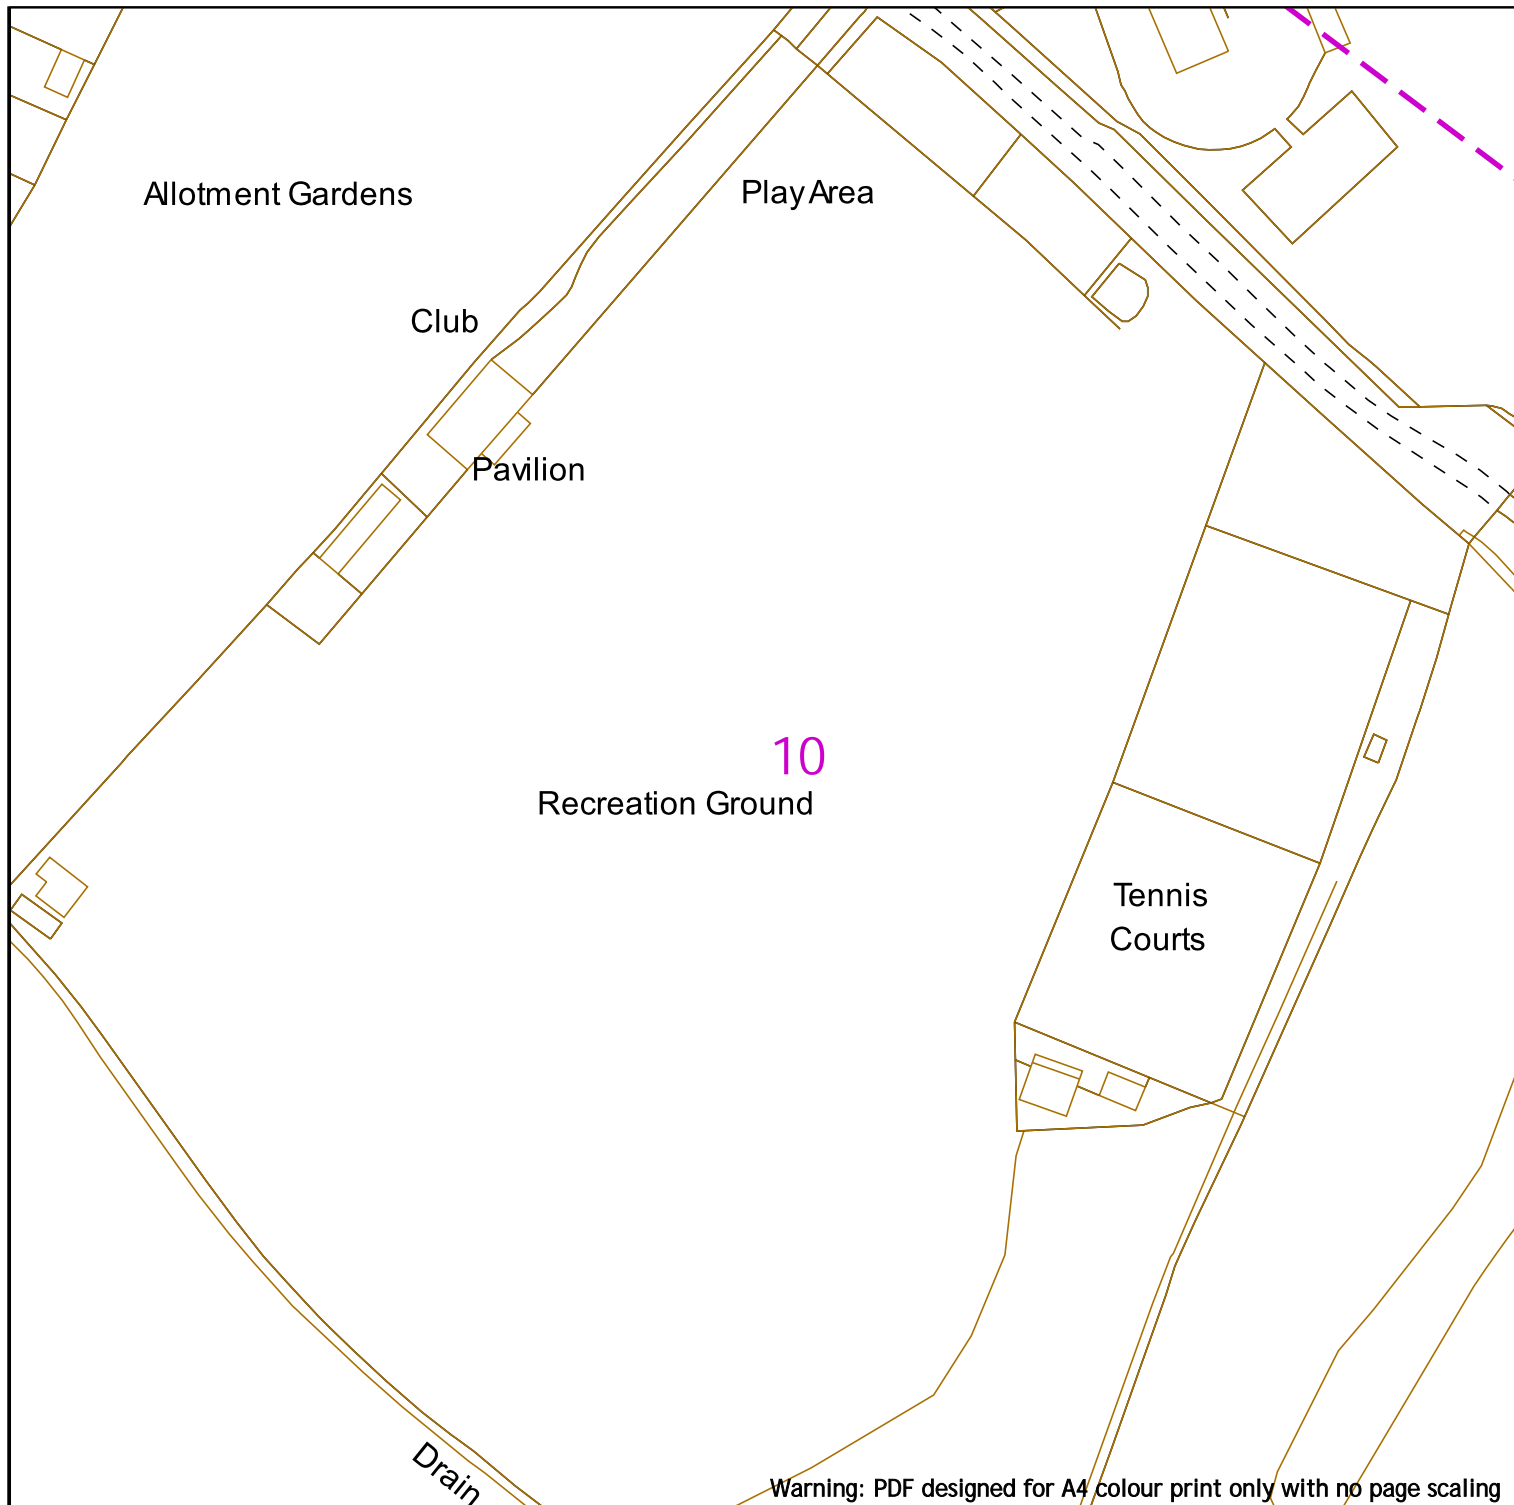 Allotment Gardens
Play Area
Club
Pavilion
10
Recreation Ground
Tennis
Courts
Drain
Warning: PDF designed for A4 colour print only with no page scaling